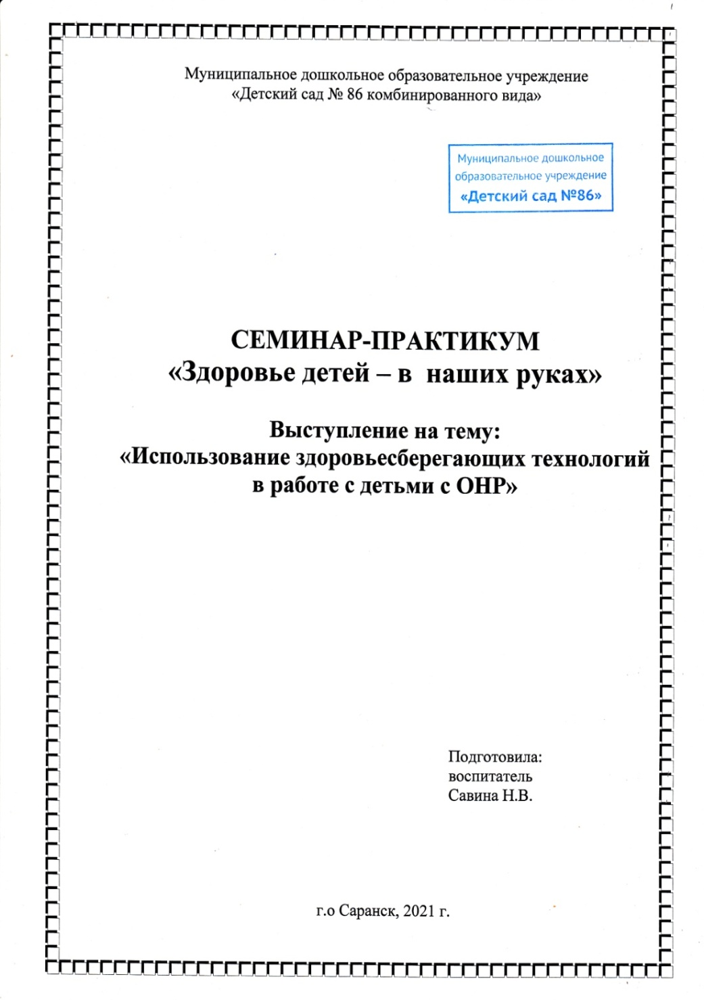 Муниципальное дошкольное образовательное учреждение
«Детский сад № 86 комбинированного вида»
Муниципальное дошкольное
образовательное учреждение
«Детский сад №86»
СЕМИНАР-ПРАКТИКУМ
«Здоровье детей – в наших руках»
Выступление на тему:
«Использование здоровьесберегающих технологий
в работе с детьми с ОНР»
Подготовила:
воспитатель
Савина Н.В.
г.о Саранск, 2021 г.